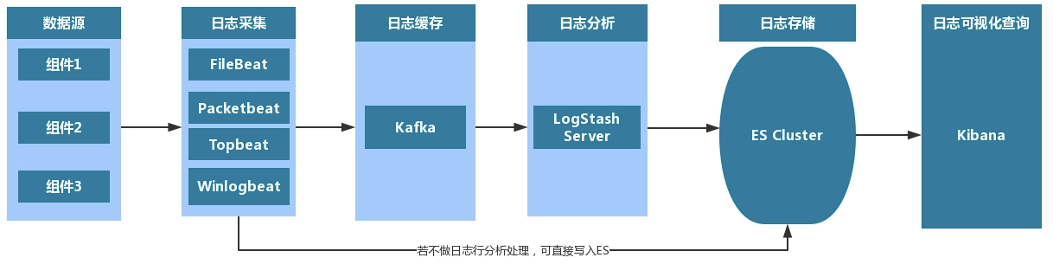 数据源
组件1
组件2
组件3
日志采集
FileBeat
Packetbeat
Topbeat
Winlogbeat
日志缓存
Kafka
日志分析
LogStash
Server
日志存储
ES Cluster
日志可视化查询
Kibana
若不做日志行分析处理，可直接写入ES